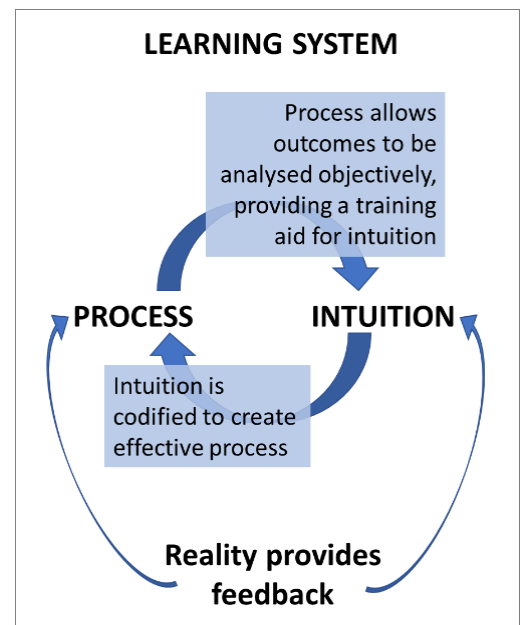 LEARNING SYSTEM
Process allows
outcomes to be
analysed objectively,
providing a training
aid for intuition
PROCESS
INTUITION
Intuition is
codified to create
effective process
Reality provides
feedback